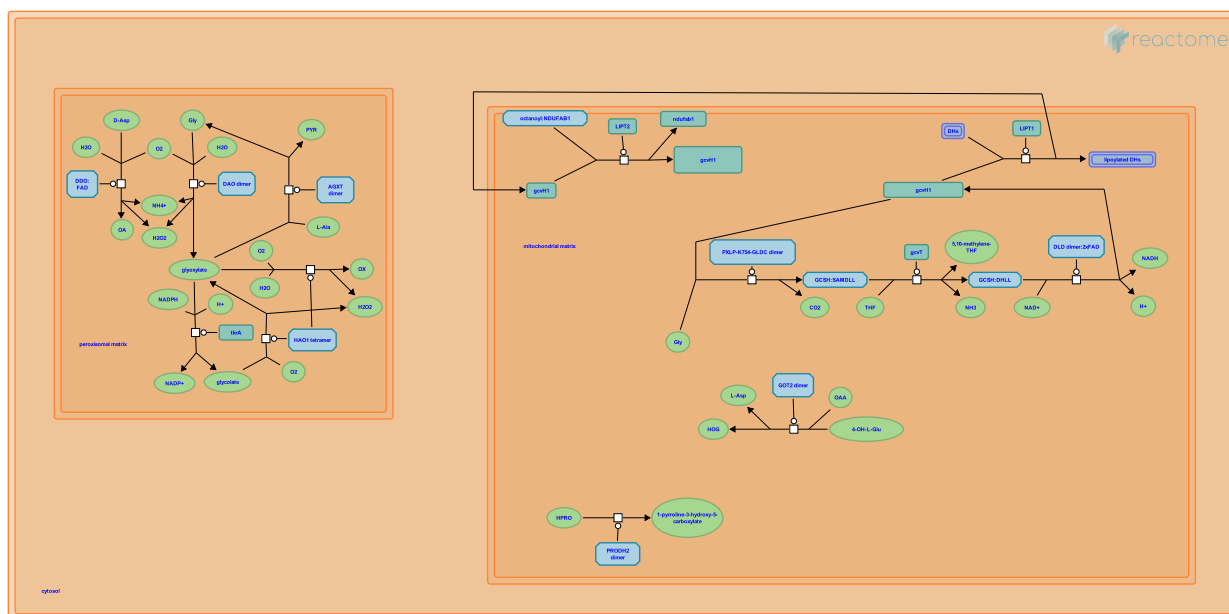 reactome
D-Asp
Gly
PYR
H2O
O2
H2O
DDO:
FAD
DAO dimer
AGXT
dimer
NH4+
OA
H2O2
L-Ala
O2
glyoxylate
OX
H2O
NADPH
H+
H2O2
tkrA
HAO1 tetramer
peroxisomal matrix
NADP+
glycolate
O2
octanoyl:NDUFAB1
LIPT2
ndufab1
gcvH1
gcvH1
DHs
LIPT1
lipoylated DHs
gcvH1
mitochondrial matrix
PXLP-K754-GLDC dimer
gcvT
5,10-methylene-
THF
DLD dimer:2xFAD
NADH
GCSH:SAMDLL
GCSH:DHLL
CO2
THF
NH3
NAD+
H+
Gly
GOT2 dimer
L-Asp
OAA
HOG
4-OH-L-Glu
HPRO
1-pyrroline-3-hydroxy-5-
carboxylate
PRODH2
dimer
cytosol